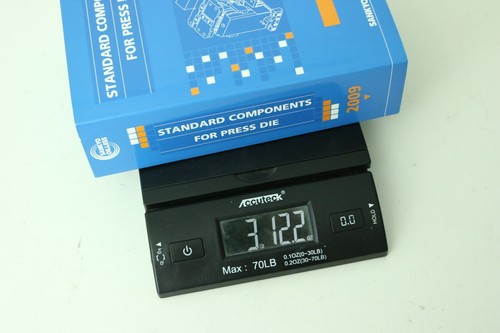 STANDARD COMPONENTS
FOR PRESS DIE
SANKYO
STANDARD COMPONENTS
FOR PRESS DIE
2009
Accuteck
3 12.2
0.0
HOLD
Max : 70LB
0.1OZ(0-30LB)
0.2OZ(30-70LB)